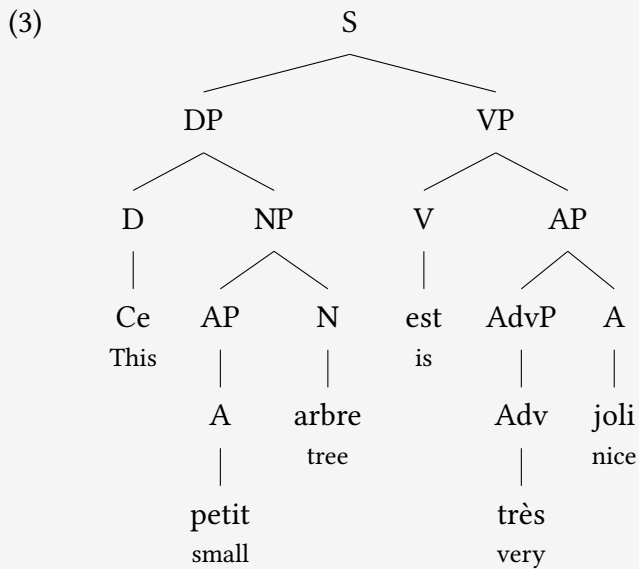 (3) S
DP VP
D NP V AP
Ce AP N est AdvP A
This is
A arbre Adv joli
tree nice
petit très
small very